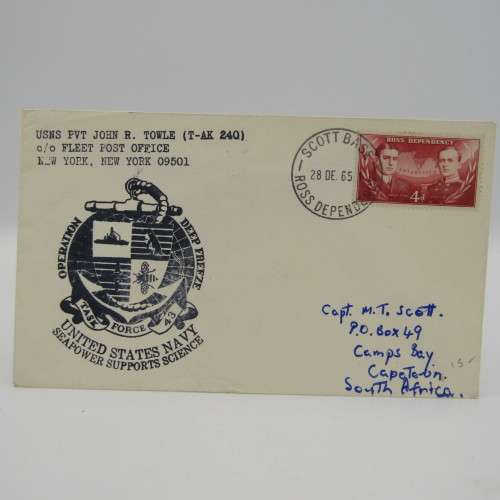 USNS PVT JOHN R. TOWLE (T-AK 240)
c/o FLEET POST OFFICE
NEW YORK, NEW YORK 09501
SCOTT BASE
28 DE. 65
ROSS DEPENDE
ROSS DEPENDENCY
4d
OPERATION DEEP FREEZE
TASK FORCE 43
UNITED STATES NAVY
SEAPOWER SUPPORTS SCIENCE
Capt. M.T. Scott.
P.O. Box 49
Camps Bay
Capetown.
South Africa.